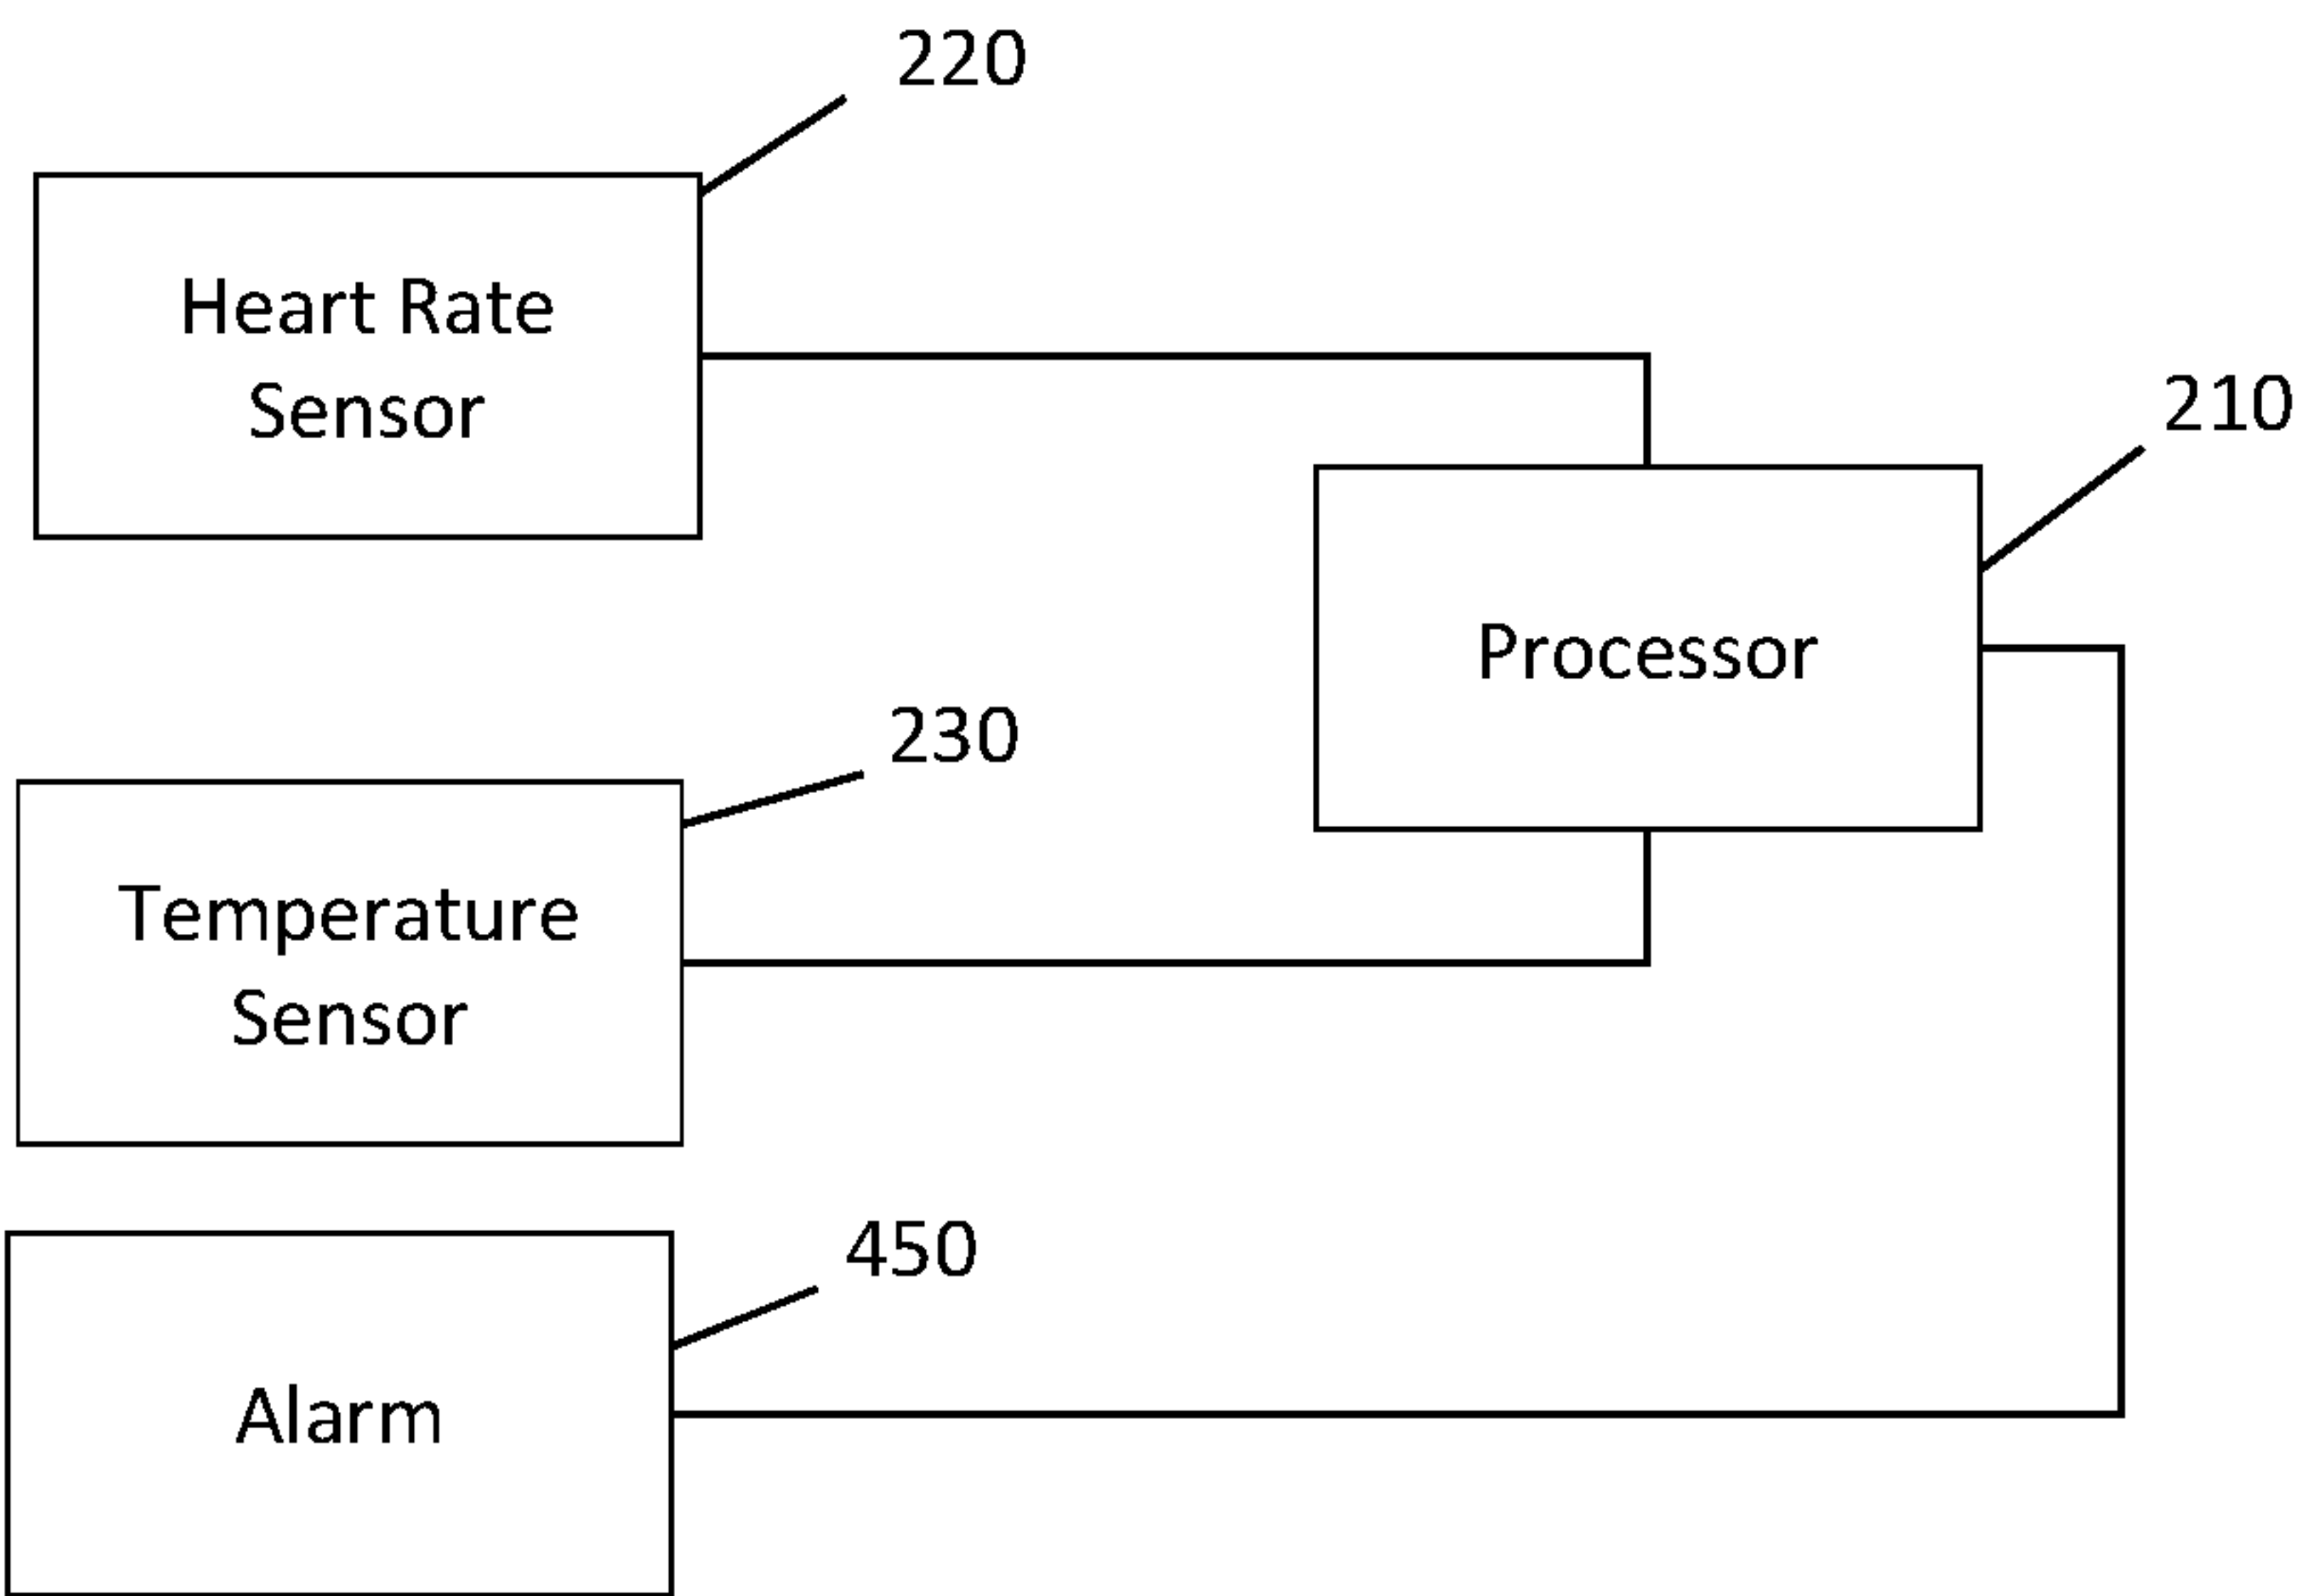 220
Heart Rate
Sensor
210
Processor
230
Temperature
Sensor
450
Alarm